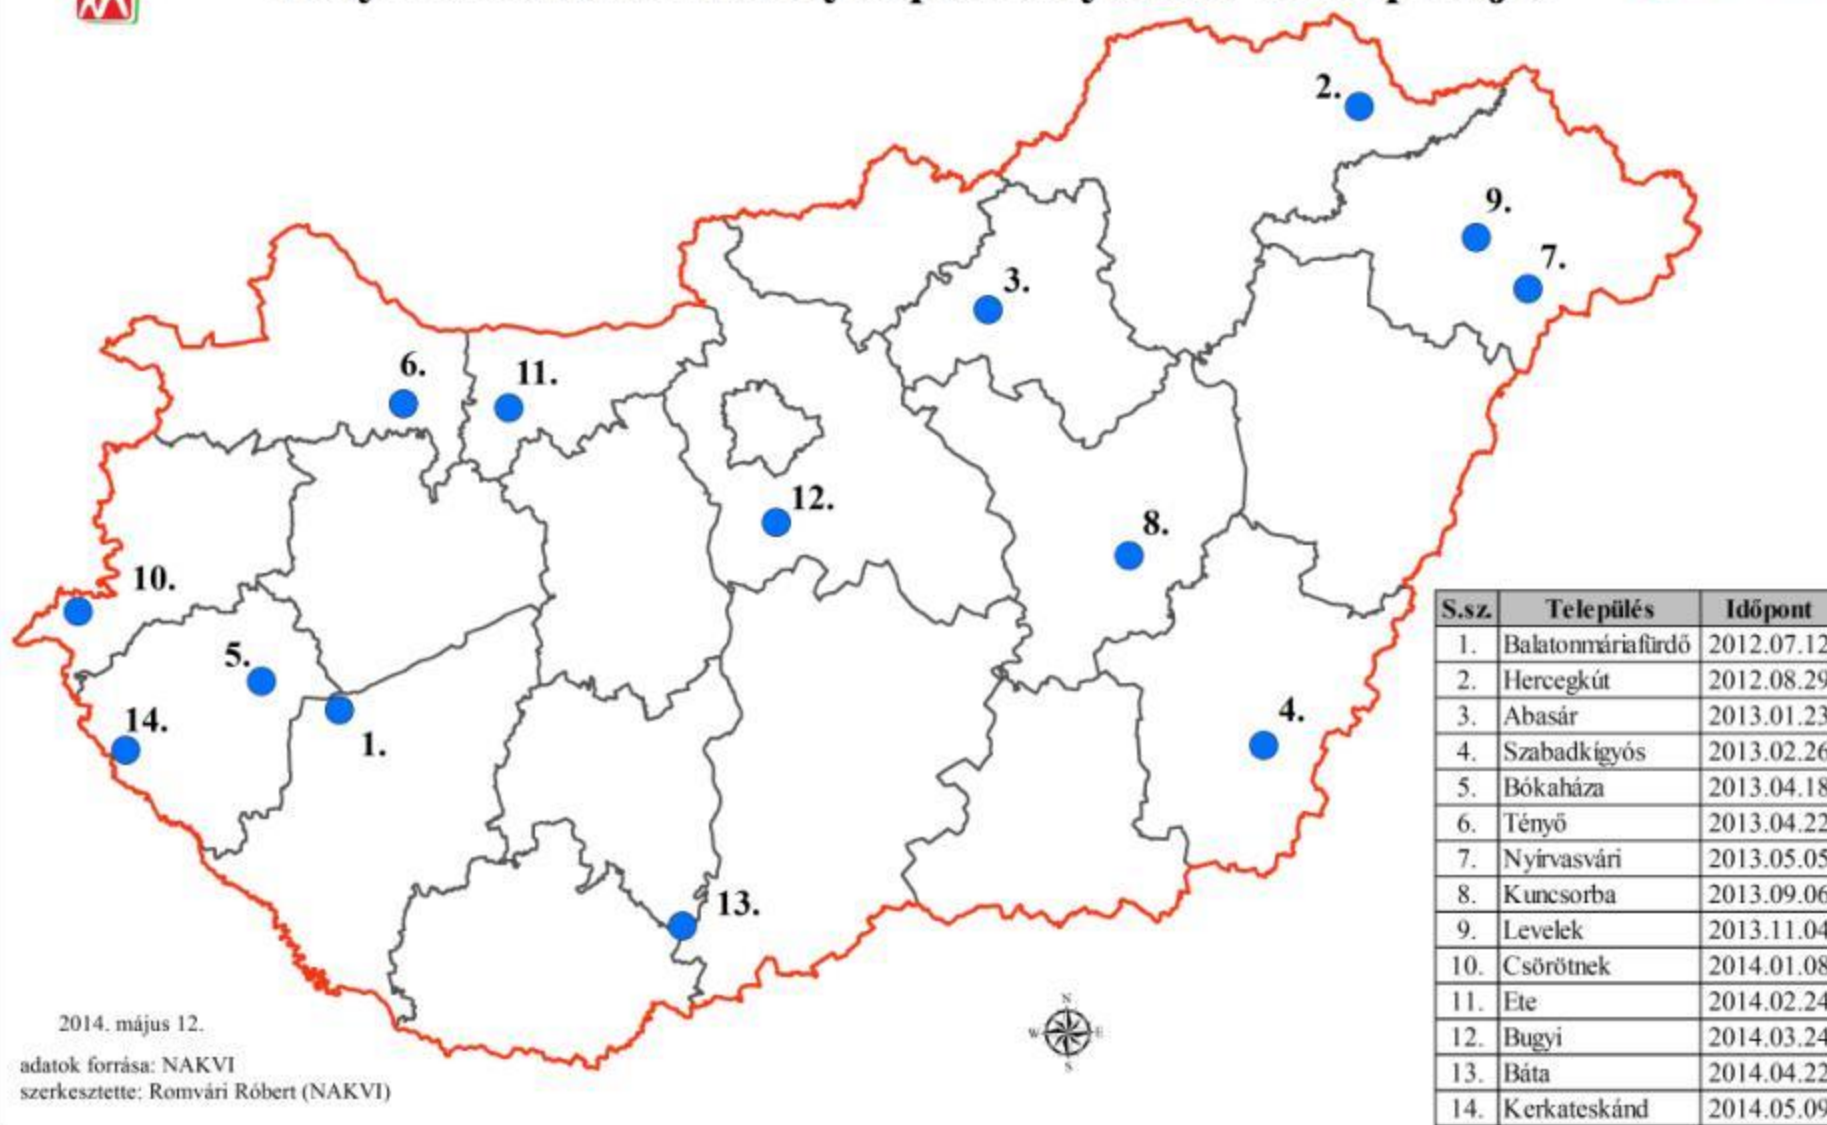 2.
9.
7.
3.
6.
11.
12.
8.
10.
5.
14.
1.
4.
13.
N
W E
S
2014. május 12.
adatok forrása: NAKVI
szerkesztette: Romvári Róbert (NAKVI)
S.sz. Település Időpont
1. Balatonmáriafürdő 2012.07.12
2. Hercegkút 2012.08.29
3. Abasár 2013.01.23
4. Szabadkígyós 2013.02.26
5. Bókaháza 2013.04.18
6. Tényő 2013.04.22
7. Nyírvasvári 2013.05.05
8. Kuncsorba 2013.09.06
9. Levelek 2013.11.04
10. Csörötnek 2014.01.08
11. Ete 2014.02.24
12. Bugyi 2014.03.24
13. Báta 2014.04.22
14. Kerkateskánd 2014.05.09